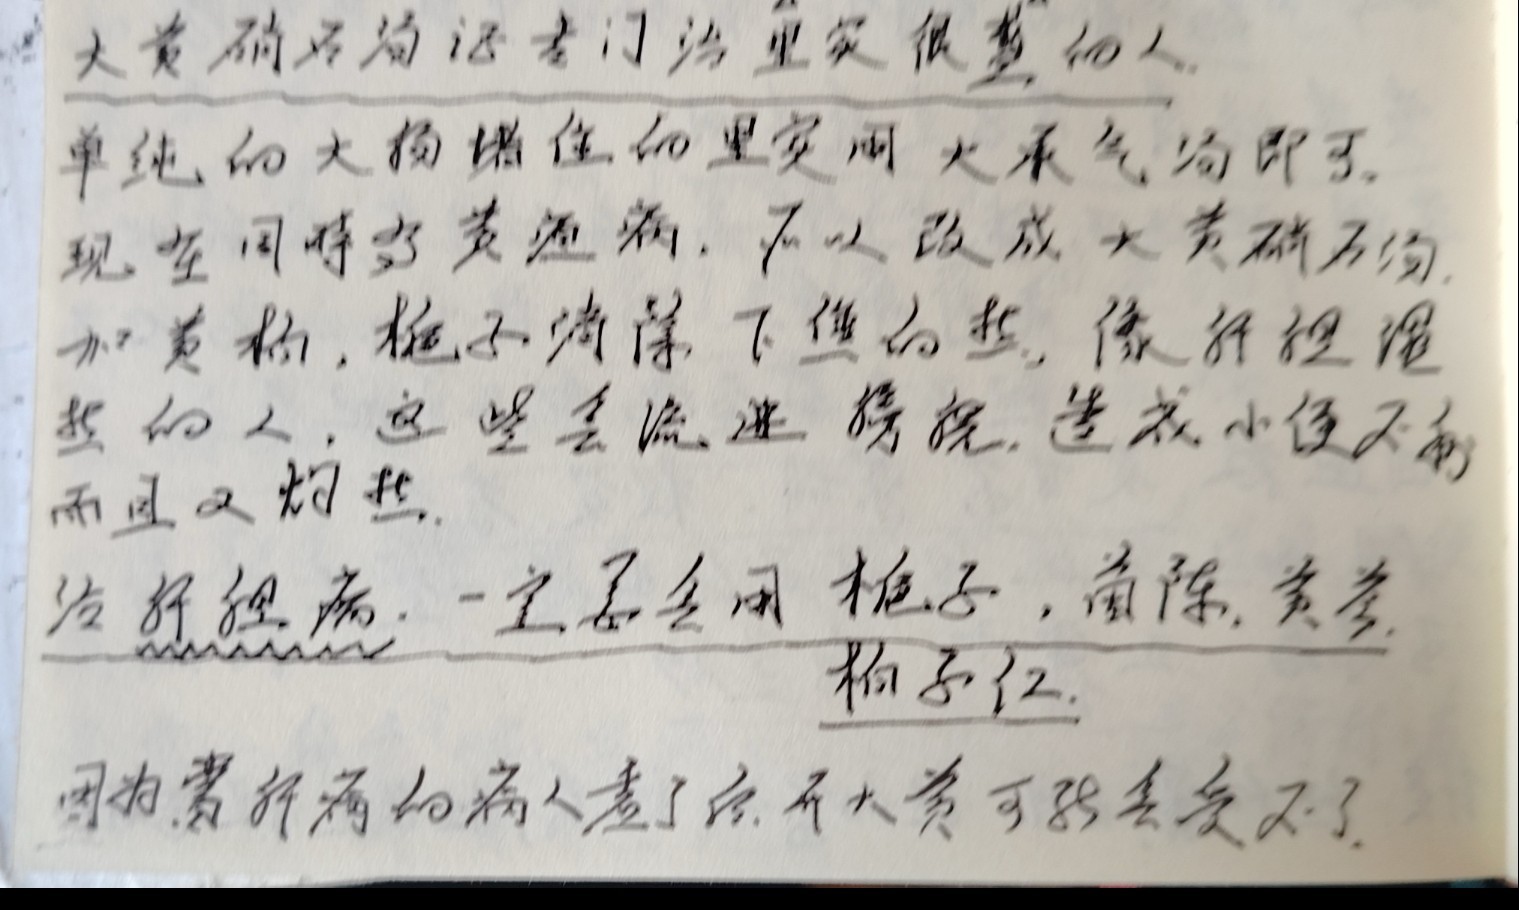 大黄硝石汤证专门治里实很盛的人.
单纯的大肠堵住的里实用大承气汤即可.
现在同时有黄疸病.所以改成大黄硝石汤.
加黄柏,栀子清除下焦的热,像肝胆湿
热的人,这些会流进膀胱.造成小便不利
而且又灼热.
治肝胆病.一定要会用栀子,茵陈.黄芩.
柏子仁.
因为当肝病的病人虚了后.开大黄可能会受不了.